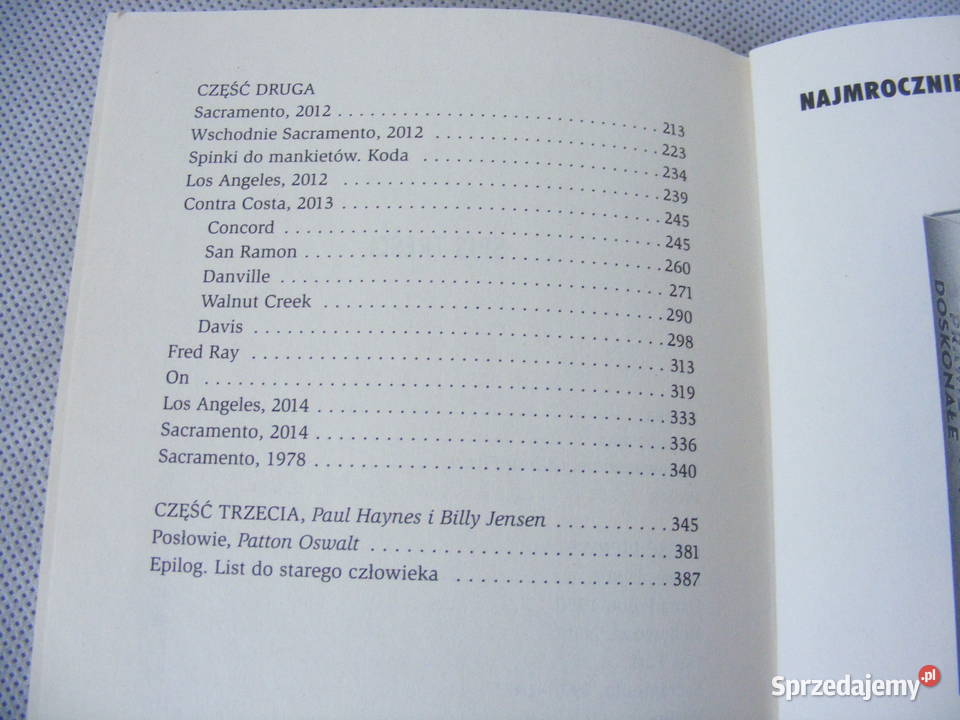 CZĘŚĆ DRUGA
Sacramento, 2012 . . . . . . . . . . . . . . . . . . . . . . . . . . . . . . 213
Wschodnie Sacramento, 2012 . . . . . . . . . . . . . . . . . . . . . 223
Spinki do mankietów. Koda . . . . . . . . . . . . . . . . . . . . . . 234
Los Angeles, 2012 . . . . . . . . . . . . . . . . . . . . . . . . . . . . . 239
Contra Costa, 2013 . . . . . . . . . . . . . . . . . . . . . . . . . . . . . 245
Concord . . . . . . . . . . . . . . . . . . . . . . . . . . . . . . . . . . . 245
San Ramon . . . . . . . . . . . . . . . . . . . . . . . . . . . . . . . . 260
Danville . . . . . . . . . . . . . . . . . . . . . . . . . . . . . . . . . . . 271
Walnut Creek . . . . . . . . . . . . . . . . . . . . . . . . . . . . . . 290
Davis . . . . . . . . . . . . . . . . . . . . . . . . . . . . . . . . . . . . . 298
Fred Ray . . . . . . . . . . . . . . . . . . . . . . . . . . . . . . . . . . . . . 313
On . . . . . . . . . . . . . . . . . . . . . . . . . . . . . . . . . . . . . . . . . 319
Los Angeles, 2014 . . . . . . . . . . . . . . . . . . . . . . . . . . . . . . 333
Sacramento, 2014 . . . . . . . . . . . . . . . . . . . . . . . . . . . . . . 336
Sacramento, 1978 . . . . . . . . . . . . . . . . . . . . . . . . . . . . . . 340
CZĘŚĆ TRZECIA, Paul Haynes i Billy Jensen . . . . . . . . . . 345
Posłowie, Patton Oswalt . . . . . . . . . . . . . . . . . . . . . . . . . 381
Epilog. List do starego człowieka . . . . . . . . . . . . . . . . . . 387
NAJMROCZNIE
DOSKONAŁE
Sprzedajemy.pl